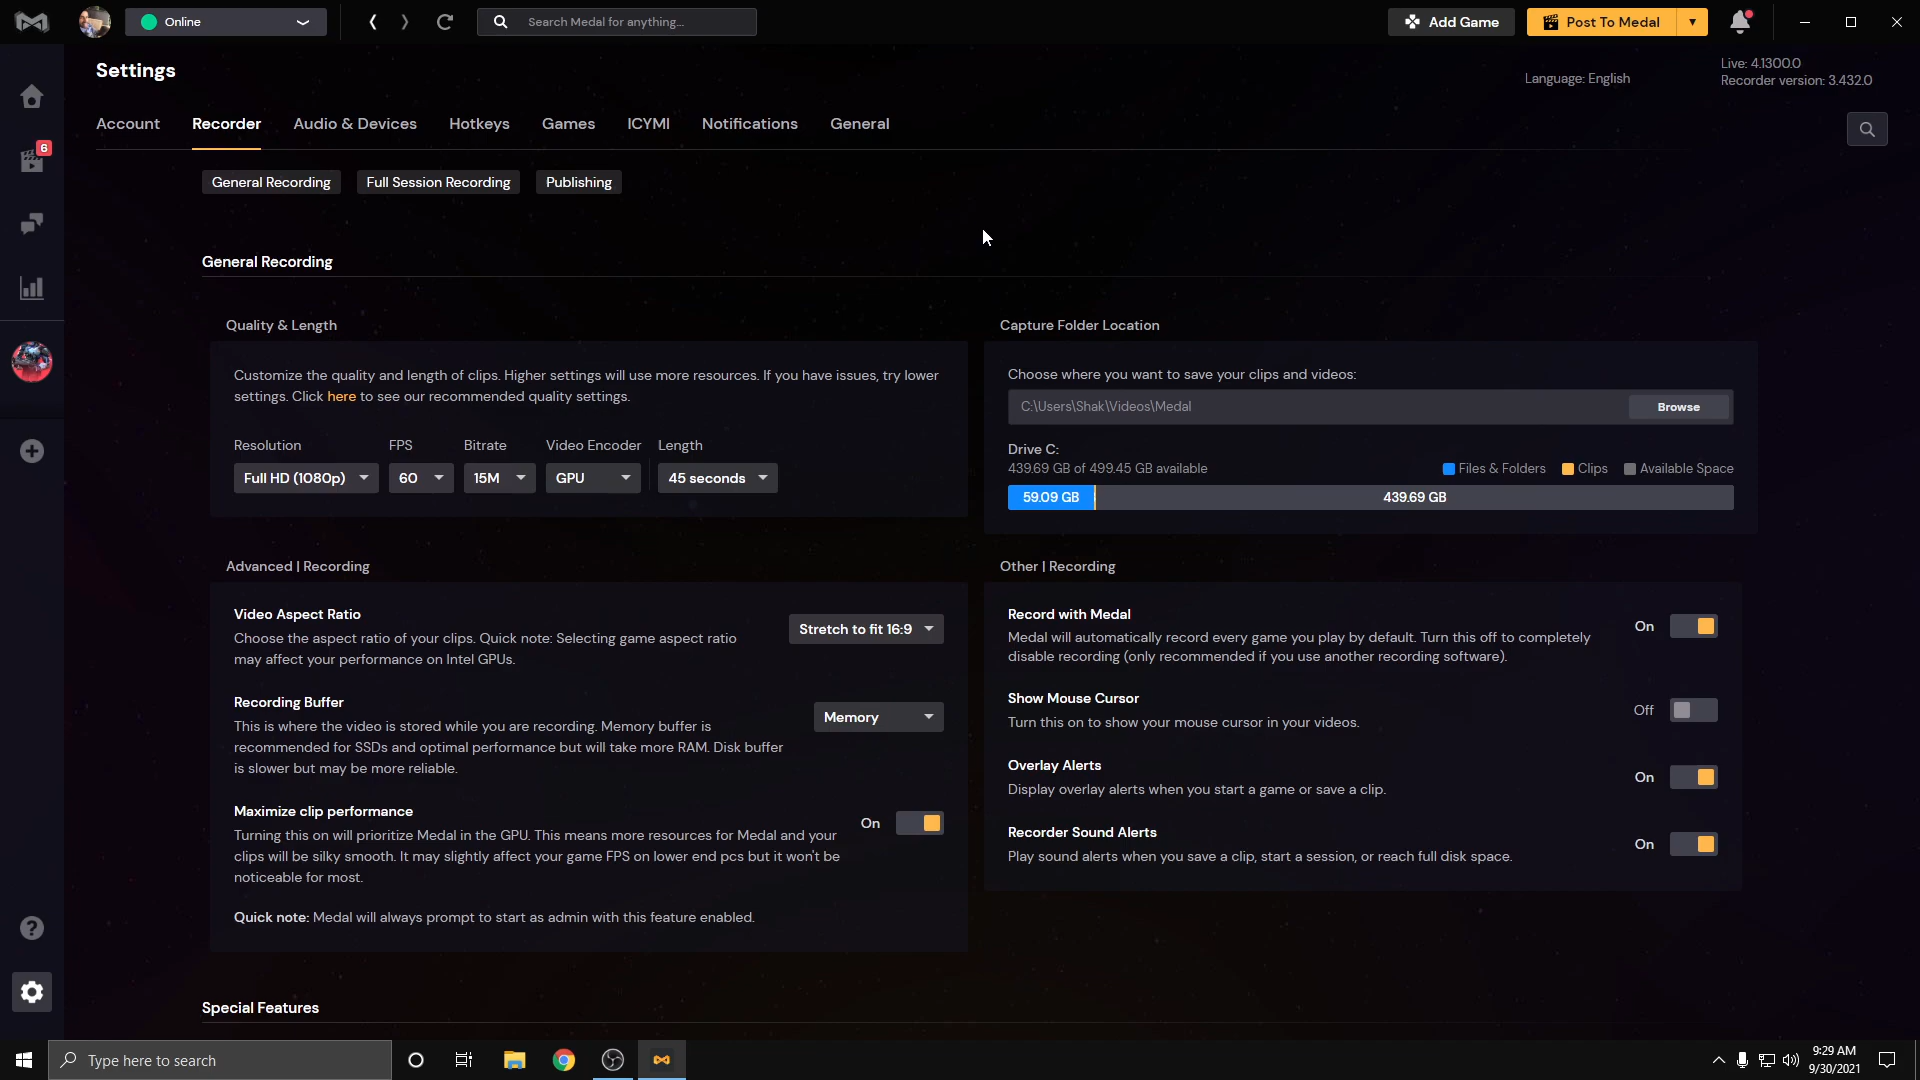 Online
Search Medal for anything...
Add Game
Post To Medal
Settings
Language: English
Live: 4.1300.0
Recorder version: 3.432.0
Account
Recorder
Audio & Devices
Hotkeys
Games
ICYMI
Notifications
General
6
General Recording
Full Session Recording
Publishing
General Recording
Quality & Length
Customize the quality and length of clips. Higher settings will use more resources. If you have issues, try lower
settings. Click here to see our recommended quality settings.
Resolution FPS Bitrate Video Encoder Length
Full HD (1080p) 60 15M GPU 45 seconds
Capture Folder Location
Choose where you want to save your clips and videos:
C:\Users\Shak\Videos\Medal
Browse
Drive C:
439.69 GB of 499.45 GB available
Files & Folders Clips Available Space
59.09 GB 439.69 GB
Advanced | Recording
Video Aspect Ratio
Choose the aspect ratio of your clips. Quick note: Selecting game aspect ratio
may affect your performance on Intel GPUs.
Stretch to fit 16:9
Recording Buffer
This is where the video is stored while you are recording. Memory buffer is
recommended for SSDs and optimal performance but will take more RAM. Disk buffer
is slower but may be more reliable.
Memory
Maximize clip performance
Turning this on will prioritize Medal in the GPU. This means more resources for Medal and your
clips will be silky smooth. It may slightly affect your game FPS on lower end pcs but it won't be
noticeable for most.
On
Quick note: Medal will always prompt to start as admin with this feature enabled.
Other | Recording
Record with Medal
Medal will automatically record every game you play by default. Turn this off to completely
disable recording (only recommended if you use another recording software).
On
Show Mouse Cursor
Turn this on to show your mouse cursor in your videos.
Off
Overlay Alerts
Display overlay alerts when you start a game or save a clip.
On
Recorder Sound Alerts
Play sound alerts when you save a clip, start a session, or reach full disk space.
On
Special Features
Type here to search
9:29 AM
9/30/2021